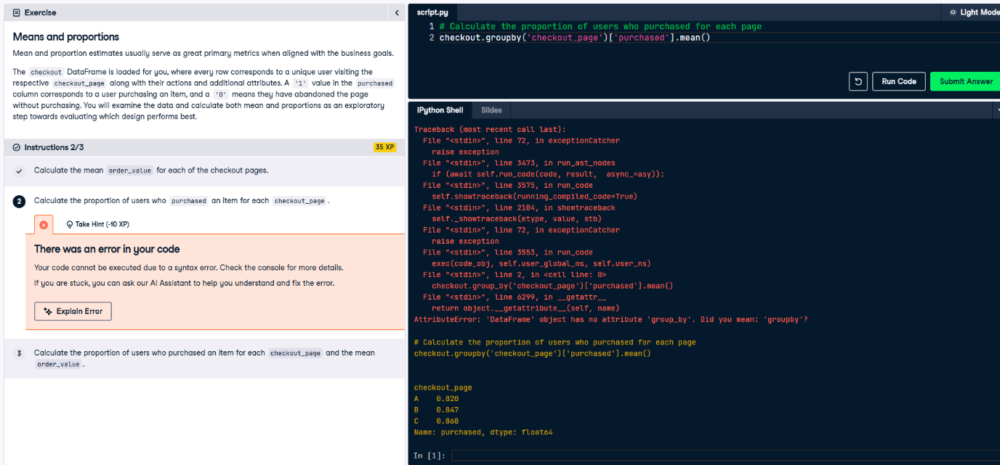 Exercise
Means and proportions
Mean and proportion estimates usually serve as great primary metrics when aligned with the business goals.
The checkout DataFrame is loaded for you, where every row corresponds to a unique user visiting the
respective checkout_page along with their actions and additional attributes. A '1' value in the purchased
column corresponds to a user purchasing an item, and a '0' means they have abandoned the page
without purchasing. You will examine the data and calculate both mean and proportions as an exploratory
step towards evaluating which design performs best.
Instructions 2/3
35 XP
Calculate the mean order_value for each of the checkout pages.
2
Calculate the proportion of users who purchased an item for each checkout_page.
Take Hint (-10 XP)
There was an error in your code
Your code cannot be executed due to a syntax error. Check the console for more details.
If you are stuck, you can ask our AI Assistant to help you understand and fix the error.
Explain Error
3
Calculate the proportion of users who purchased an item for each checkout_page and the mean
order_value.
script.py
Light Mode
1 # Calculate the proportion of users who purchased for each page
2 checkout.groupby('checkout_page')['purchased'].mean()
Run Code
Submit Answer
IPython Shell
Slides
Traceback (most recent call last):
  File "<stdin>", line 72, in exceptionCatcher
    raise exception
  File "<stdin>", line 3473, in run_ast_nodes
    if (await self.run_code(code, result,  async_=asy)):
  File "<stdin>", line 3575, in run_code
    self.showtraceback(running_compiled_code=True)
  File "<stdin>", line 2104, in showtraceback
    self._showtraceback(etype, value, stb)
  File "<stdin>", line 72, in exceptionCatcher
    raise exception
  File "<stdin>", line 3553, in run_code
    exec(code_obj, self.user_global_ns, self.user_ns)
  File "<stdin>", line 2, in <cell line: 0>
    checkout.group_by('checkout_page')['purchased'].mean()
  File "<stdin>", line 6299, in __getattr__
    return object.__getattribute__(self, name)
AttributeError: 'DataFrame' object has no attribute 'group_by'. Did you mean: 'groupby'?
# Calculate the proportion of users who purchased for each page
checkout.groupby('checkout_page')['purchased'].mean()
checkout_page
A    0.820
B    0.847
C    0.868
Name: purchased, dtype: float64
In [1]: